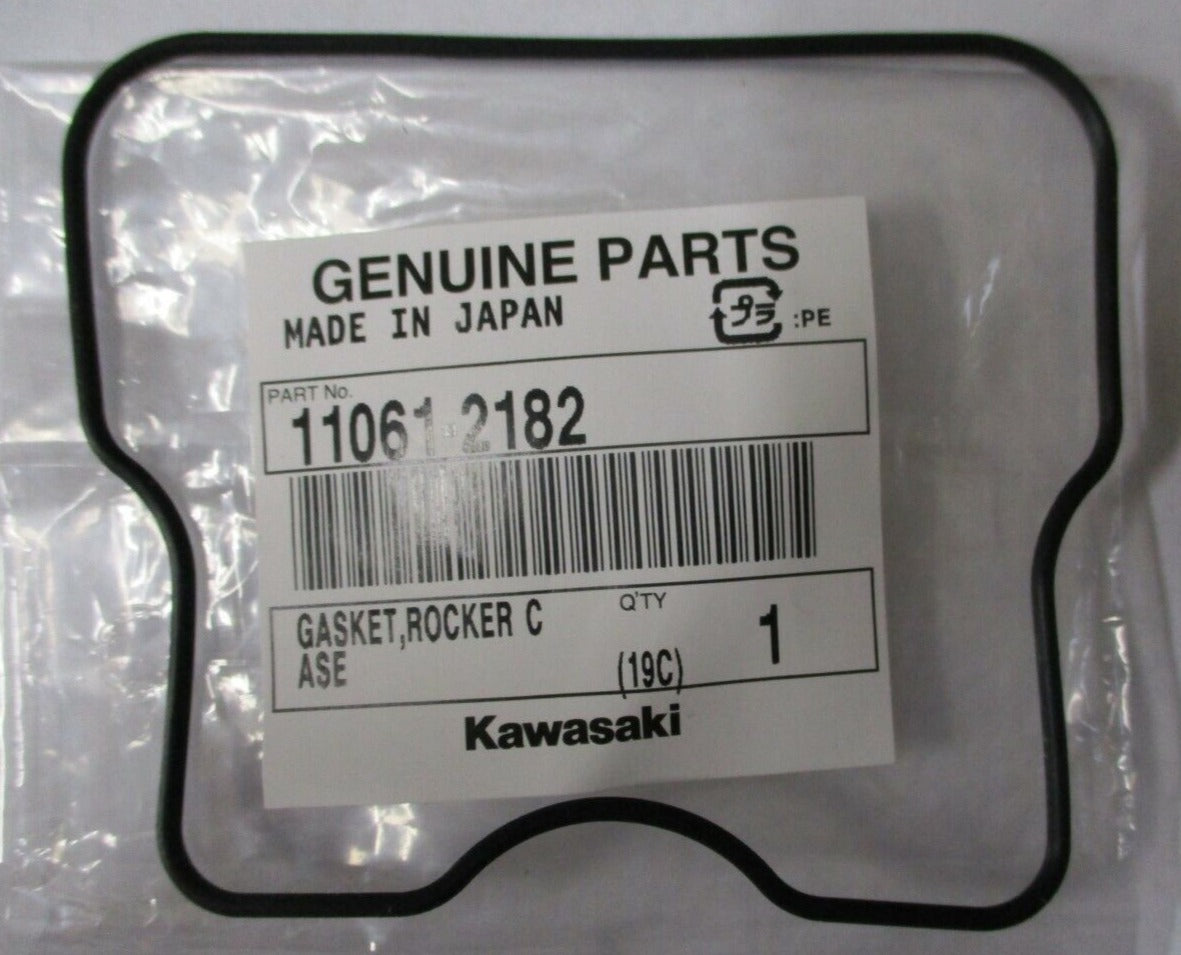 GENUINE PARTS
MADE IN JAPAN
プラ :PE
PART No.
11061-2182
GASKET,ROCKER C
ASE
Q'TY
(19C)
1
Kawasaki